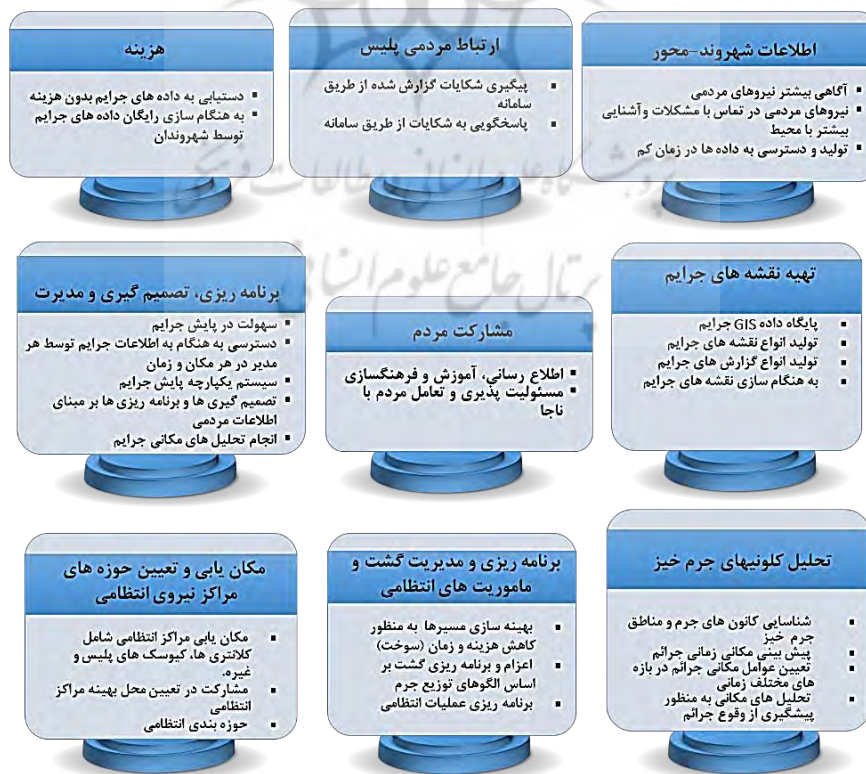 اطلاعات شهروند-محور
آگاهی بیشتر نیروهای مردمی
نیروهای مردمی در تماس با مشکلات و آشنایی
بیشتر با محیط
تولید و دسترسی به داده ها در زمان کم
ارتباط مردمی پلیس
پیگیری شکایات گزارش شده از طریق
سامانه
پاسخگویی به شکایات از طریق سامانه
هزینه
دستیابی به داده های جرایم بدون هزینه
به هنگام سازی رایگان داده های جرایم
توسط شهروندان
پژوهشگاه علوم انسانی و مطالعات فرهنگی
پرتال جامع علوم انسانی
تهیه نقشه های جرایم
پایگاه داده GIS جرایم
تولید انواع نقشه های جرایم
تولید انواع گزارش های جرایم
به هنگام سازی نقشه های جرایم
مشارکت مردم
اطلاع رسانی، آموزش و فرهنگسازی
مسئولیت پذیری و تعامل مردم با
ناجا
برنامه ریزی، تصمیم گیری و مدیرت
سهولت در پایش جرایم
دسترسی به هنگام به اطلاعات جرایم توسط هر
مدیر در هر مکان و زمان
سیستم یکپارچه پایش جرایم
تصمیم گیری ها و برنامه ریزی ها بر مبنای
اطلاعات مردمی
انجام تحلیل های مکانی جرایم
تحلیل کلونیهای جرم خیز
شناسایی کانون های جرم و مناطق
جرم خیز
پیش بینی مکانی زمانی جرائم
تعیین عوامل مکانی جرائم در بازه
های مختلف زمانی
تحلیل های مکانی به منظور
پیشگیری از وقوع جرائم
برنامه ریزی و مدیریت گشت و
ماموریت های انتظامی
بهینه سازی مسیرها به منظور
کاهش هزینه و زمان (سوخت)
اعزام و برنامه ریزی گشت بر
اساس الگوهای توزیع جرم
برنامه ریزی عملیات انتظامی
مکان یابی و تعیین حوزه های
مراکز نیروی انتظامی
مکان یابی مراکز انتظامی شامل
کلانتری ها، کیوسک های پلیس و
غیره.
مشارکت در تعیین محل بهینه مراکز
انتظامی
حوزه بندی انتظامی